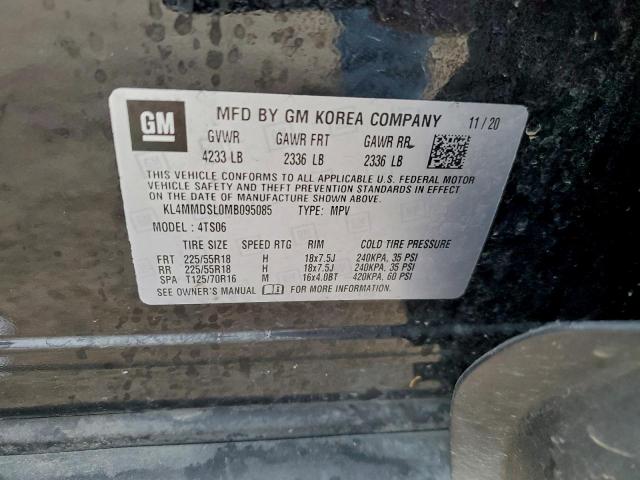 GM MFD BY GM KOREA COMPANY 11/20
GVWR GAWR FRT GAWR RR
4233 LB 2336 LB 2336 LB
THIS VEHICLE CONFORMS TO ALL APPLICABLE U.S. FEDERAL MOTOR
VEHICLE SAFETY AND THEFT PREVENTION STANDARDS IN EFFECT
ON THE DATE OF MANUFACTURE SHOWN ABOVE.
KL4MMDSL0MB095085 TYPE: MPV
MODEL: 4TS06
TIRE SIZE SPEED RTG RIM COLD TIRE PRESSURE
FRT 225/55R18 H 18x7.5J 240KPA, 35 PSI
RR 225/55R18 H 18x7.5J 240KPA, 35 PSI
SPA T125/70R16 M 16x4.0BT 420KPA, 60 PSI
SEE OWNER'S MANUAL FOR MORE INFORMATION.